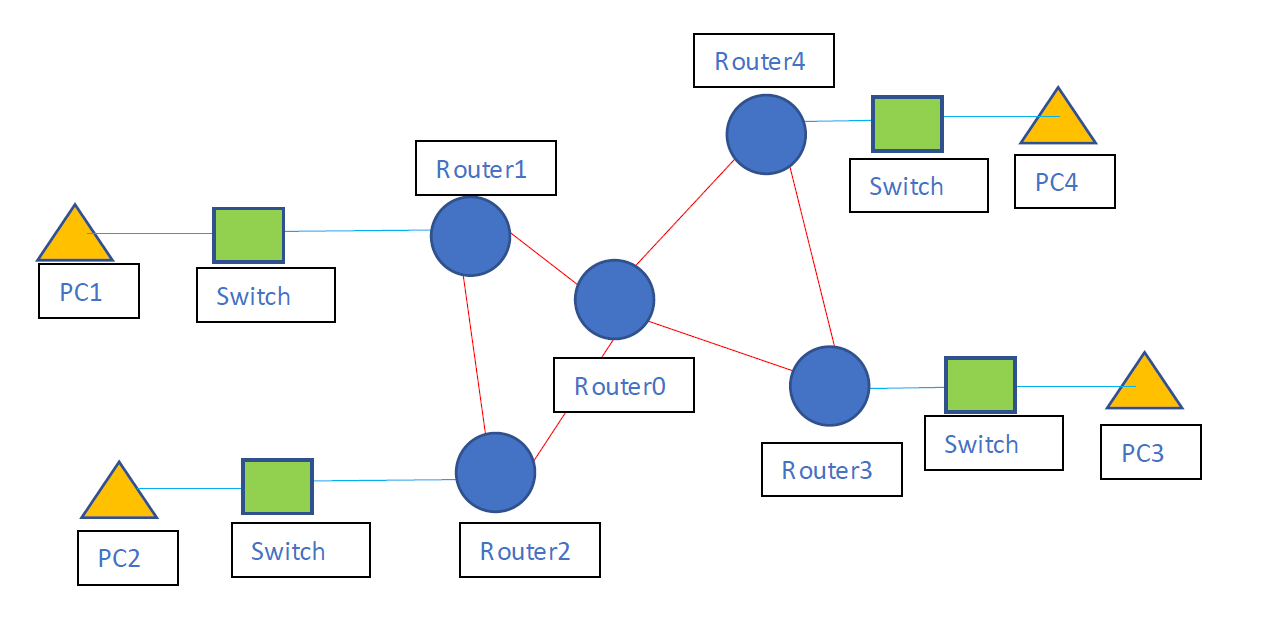 Router4
Router1
Switch
PC4
PC1
Switch
Router0
Switch
PC3
Router3
PC2
Switch
Router2